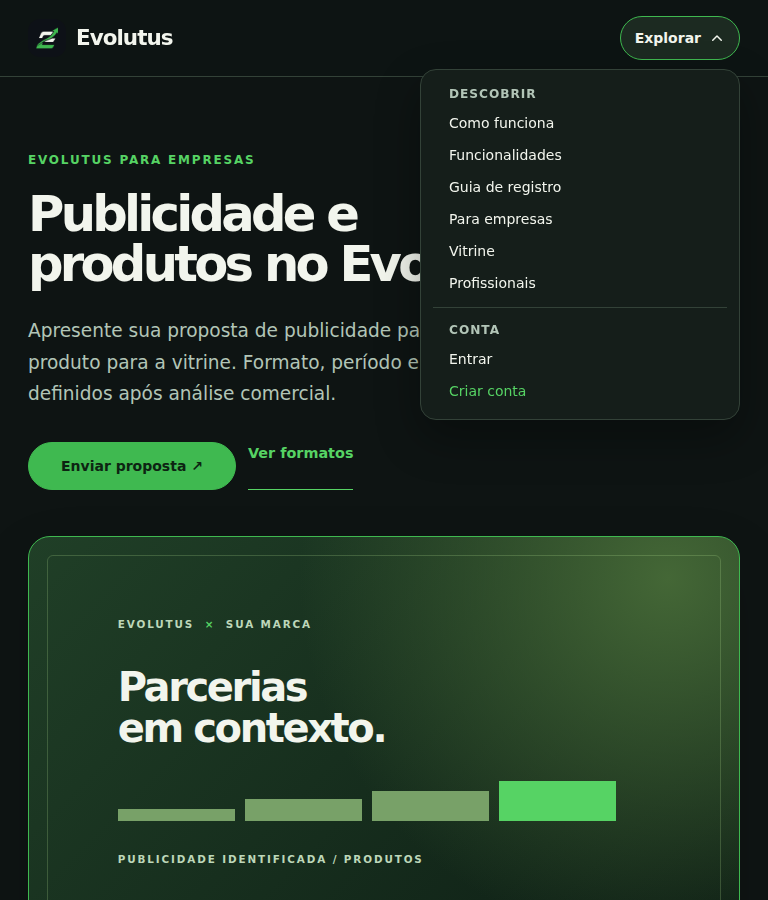 Evolutus
Explorar
DESCOBRIR
Como funciona
Funcionalidades
Guia de registro
Para empresas
Vitrine
Profissionais
CONTA
Entrar
Criar conta
EVOLUTUS PARA EMPRESAS
Publicidade e
produtos no
Apresente sua proposta de publicidade
produto para a vitrine. Formato, período e
definidos após análise comercial.
Enviar proposta ↗
Ver formatos
EVOLUTUS × SUA MARCA
Parcerias
em contexto.
PUBLICIDADE IDENTIFICADA / PRODUTOS